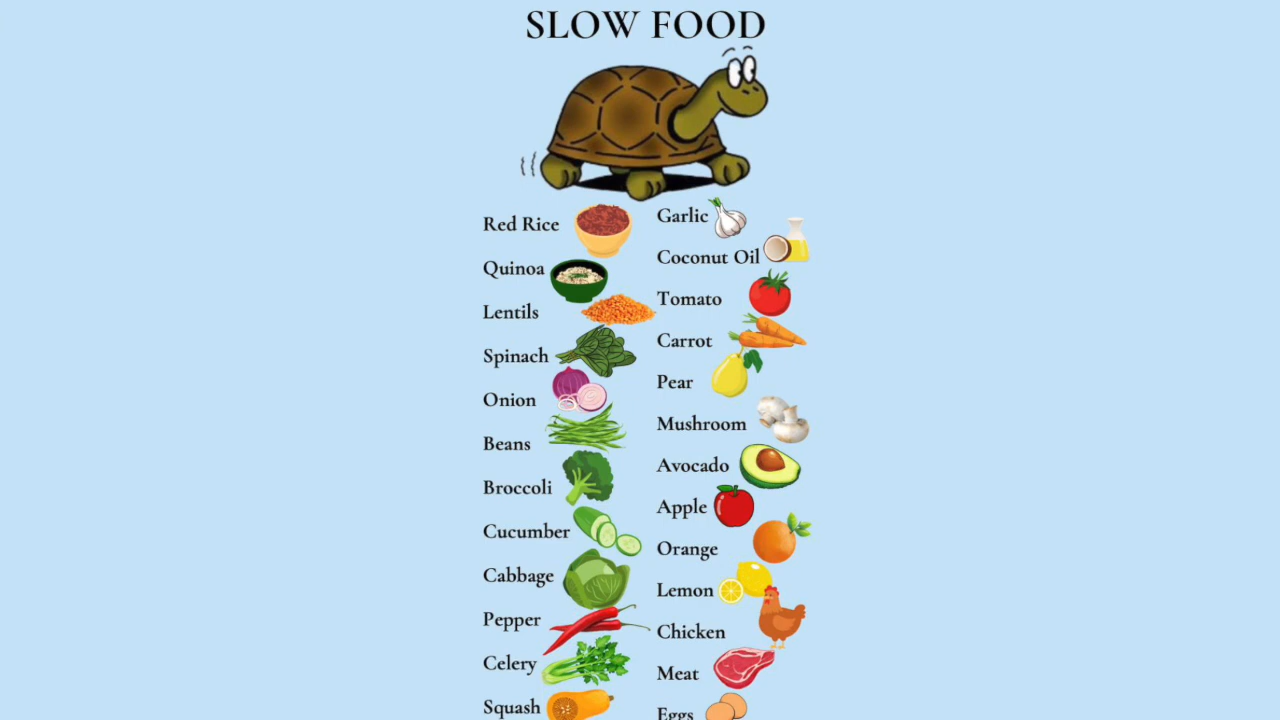 SLOW FOOD
Red Rice
Quinoa
Lentils
Spinach
Onion
Beans
Broccoli
Cucumber
Cabbage
Pepper
Celery
Squash
Garlic
Coconut Oil
Tomato
Carrot
Pear
Mushroom
Avocado
Apple
Orange
Lemon
Chicken
Meat
Eggs